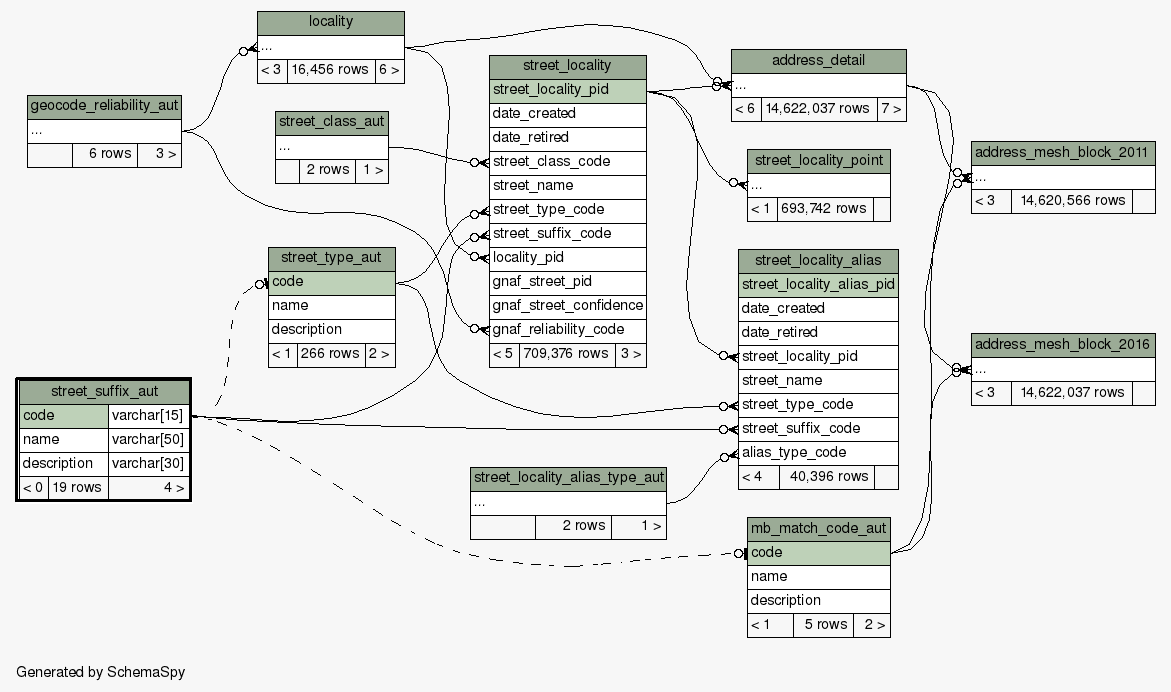 locality
...
< 3 16,456 rows 6 >
geocode_reliability_aut
...
6 rows 3 >
street_class_aut
...
2 rows 1 >
street_locality
street_locality_pid
date_created
date_retired
street_class_code
street_name
street_type_code
street_suffix_code
locality_pid
gnaf_street_pid
gnaf_street_confidence
gnaf_reliability_code
< 5 709,376 rows 3 >
address_detail
...
< 6 14,622,037 rows 7 >
street_locality_point
...
< 1 693,742 rows
address_mesh_block_2011
...
< 3 14,620,566 rows
street_type_aut
code
name
description
< 1 266 rows 2 >
street_locality_alias
street_locality_alias_pid
date_created
date_retired
street_locality_pid
street_name
street_type_code
street_suffix_code
alias_type_code
< 4 40,396 rows
address_mesh_block_2016
...
< 3 14,622,037 rows
street_suffix_aut
code varchar[15]
name varchar[50]
description varchar[30]
< 0 19 rows 4 >
street_locality_alias_type_aut
...
2 rows 1 >
mb_match_code_aut
code
name
description
< 1 5 rows 2 >
Generated by SchemaSpy